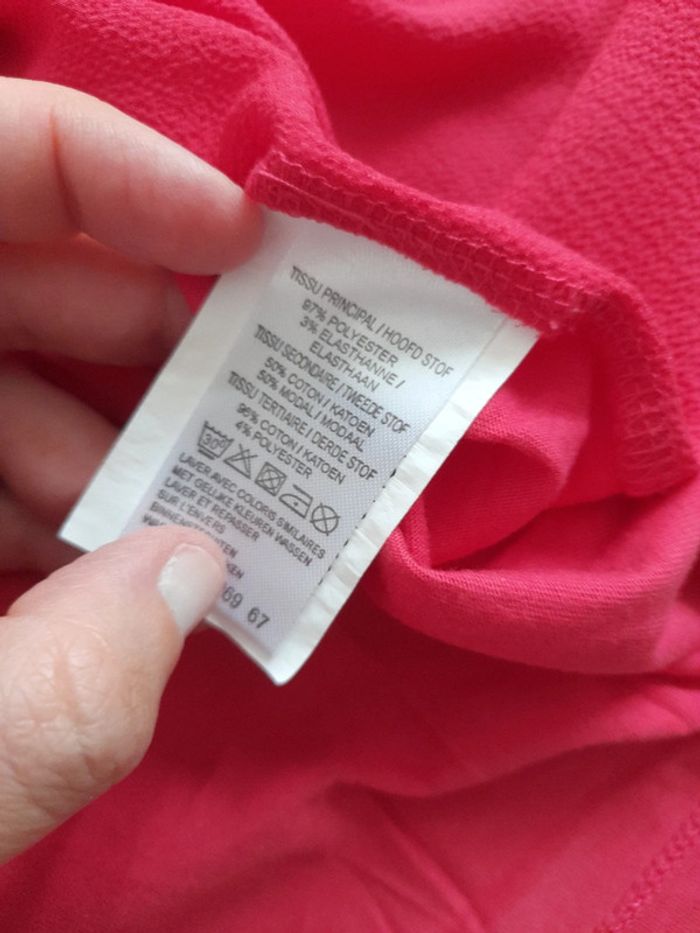 TISSU PRINCIPAL / HOOFD STOF
97% POLYESTER
3% ELASTHANNE /
ELASTHAAN
TISSU SECONDAIRE / TWEEDE STOF
50% COTON / KATOEN
50% MODAL / MODAAL
TISSU TERTIAIRE / DERDE STOF
96% COTON / KATOEN
4% POLYESTER
30°
LAVER AVEC COLORIS SIMILAIRES
MET GELIJKE KLEUREN WASSEN
LAVER ET REPASSER
SUR L'ENVERS
69 67